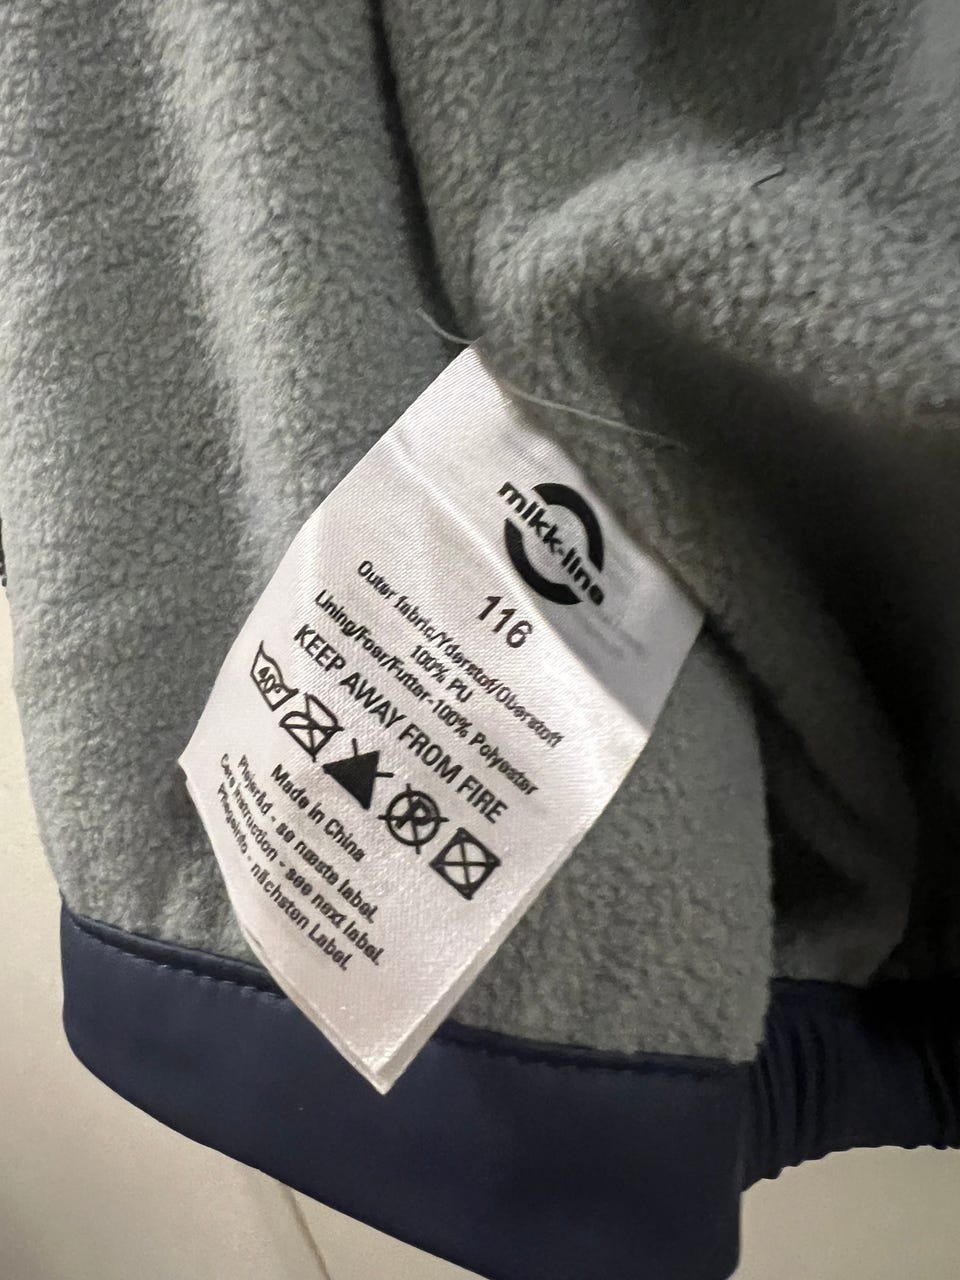 mikk-line
116
Outer fabric/Yderstof/Oberstoff
100% PU
Lining/Foer/Futter-100% Polyester
KEEP AWAY FROM FIRE
40°
P
Made in China
Plejeråd - se næste label.
Care instruction - see next label.
Pflegeinfo - nächsten Label.